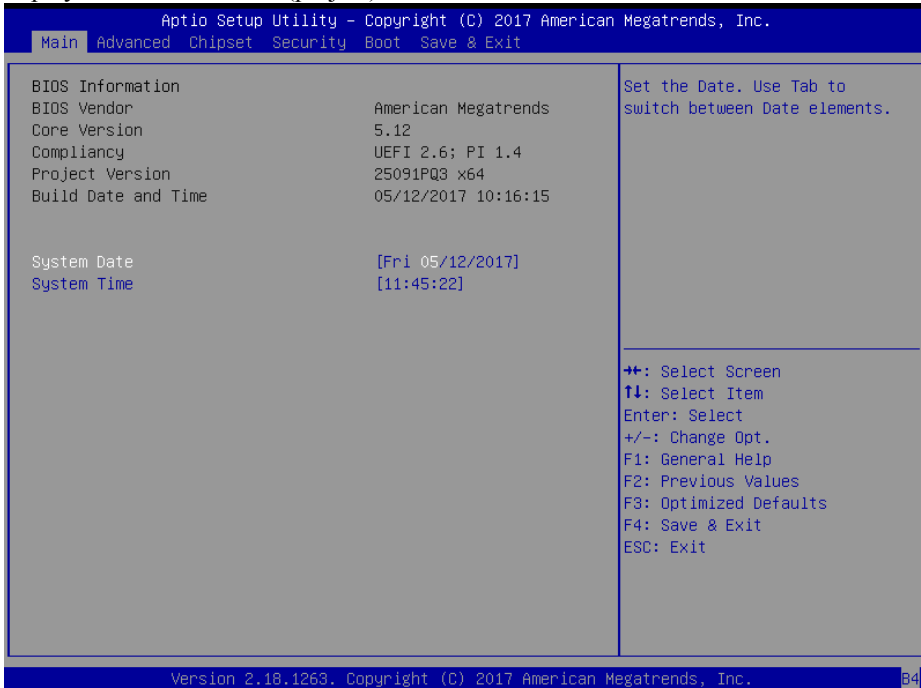 Aptio Setup Utility – Copyright (C) 2017 American Megatrends, Inc.
Main Advanced Chipset Security Boot Save & Exit
BIOS Information
BIOS Vendor American Megatrends
Core Version 5.12
Compliancy UEFI 2.6; PI 1.4
Project Version 25091PQ3 x64
Build Date and Time 05/12/2017 10:16:15
System Date [Fri 05/12/2017]
System Time [11:45:22]
Set the Date. Use Tab to
switch between Date elements.
→←: Select Screen
↑↓: Select Item
Enter: Select
+/-: Change Opt.
F1: General Help
F2: Previous Values
F3: Optimized Defaults
F4: Save & Exit
ESC: Exit
Version 2.18.1263. Copyright (C) 2017 American Megatrends, Inc.
B4